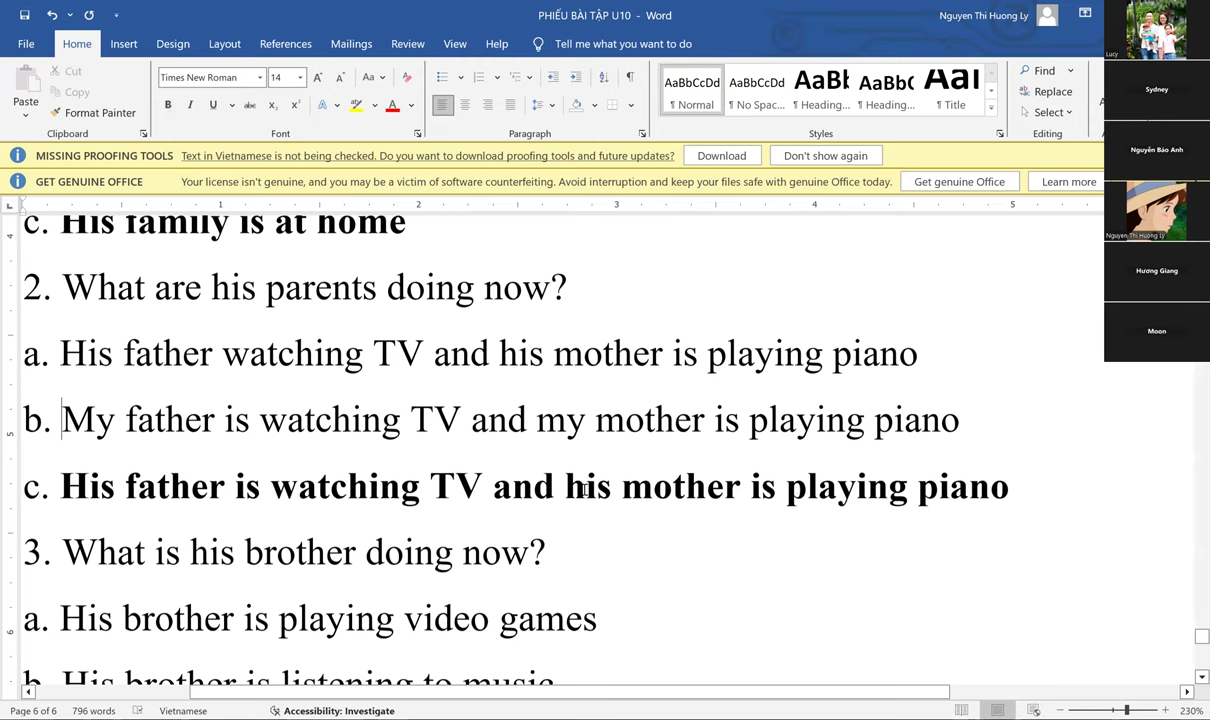 PHIẾU BÀI TẬP U10 - Word
Nguyen Thi Huong Ly
File Home Insert Design Layout References Mailings Review View Help Tell me what you want to do
Paste
Cut
Copy
Format Painter
Clipboard
Times New Roman 14
Font
Paragraph
AaBbCcDd AaBbCcDd AaBb AaBbC AaI
¶ Normal ¶ No Spac... ¶ Heading... ¶ Heading... ¶ Title
Styles
Find
Replace
Select
Editing
MISSING PROOFING TOOLS Text in Vietnamese is not being checked. Do you want to download proofing tools and future updates? Download Don't show again
GET GENUINE OFFICE Your license isn't genuine, and you may be a victim of software counterfeiting. Avoid interruption and keep your files safe with genuine Office today. Get genuine Office Learn more
1 2 3 4 5
c. His family is at home
2. What are his parents doing now?
a. His father watching TV and his mother is playing piano
b. My father is watching TV and my mother is playing piano
c. His father is watching TV and his mother is playing piano
3. What is his brother doing now?
a. His brother is playing video games
b. His brother is listening to music
Lucy
Sydney
Nguyễn Bảo Anh
Nguyen Thi Huong Ly
Hương Giang
Moon
Page 6 of 6 796 words Vietnamese Accessibility: Investigate 230%